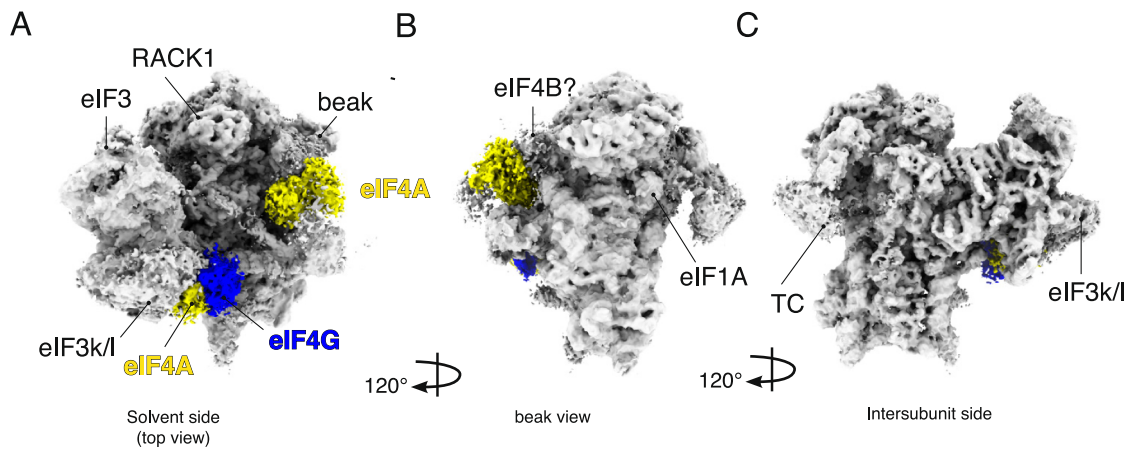 A
RACK1
eIF3
beak
eIF4A
eIF3k/l
eIF4A
eIF4G
Solvent side
(top view)
B
eIF4B?
eIF1A
120°
beak view
C
TC
eIF3k/l
120°
Intersubunit side